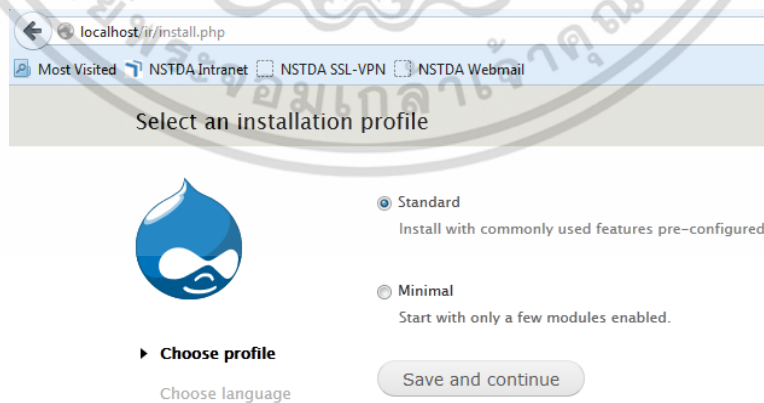 localhost/ir/install.php
Most Visited NSTDA Intranet NSTDA SSL-VPN NSTDA Webmail
Select an installation profile
Standard
Install with commonly used features pre-configured
Minimal
Start with only a few modules enabled.
Choose profile
Save and continue
Choose language